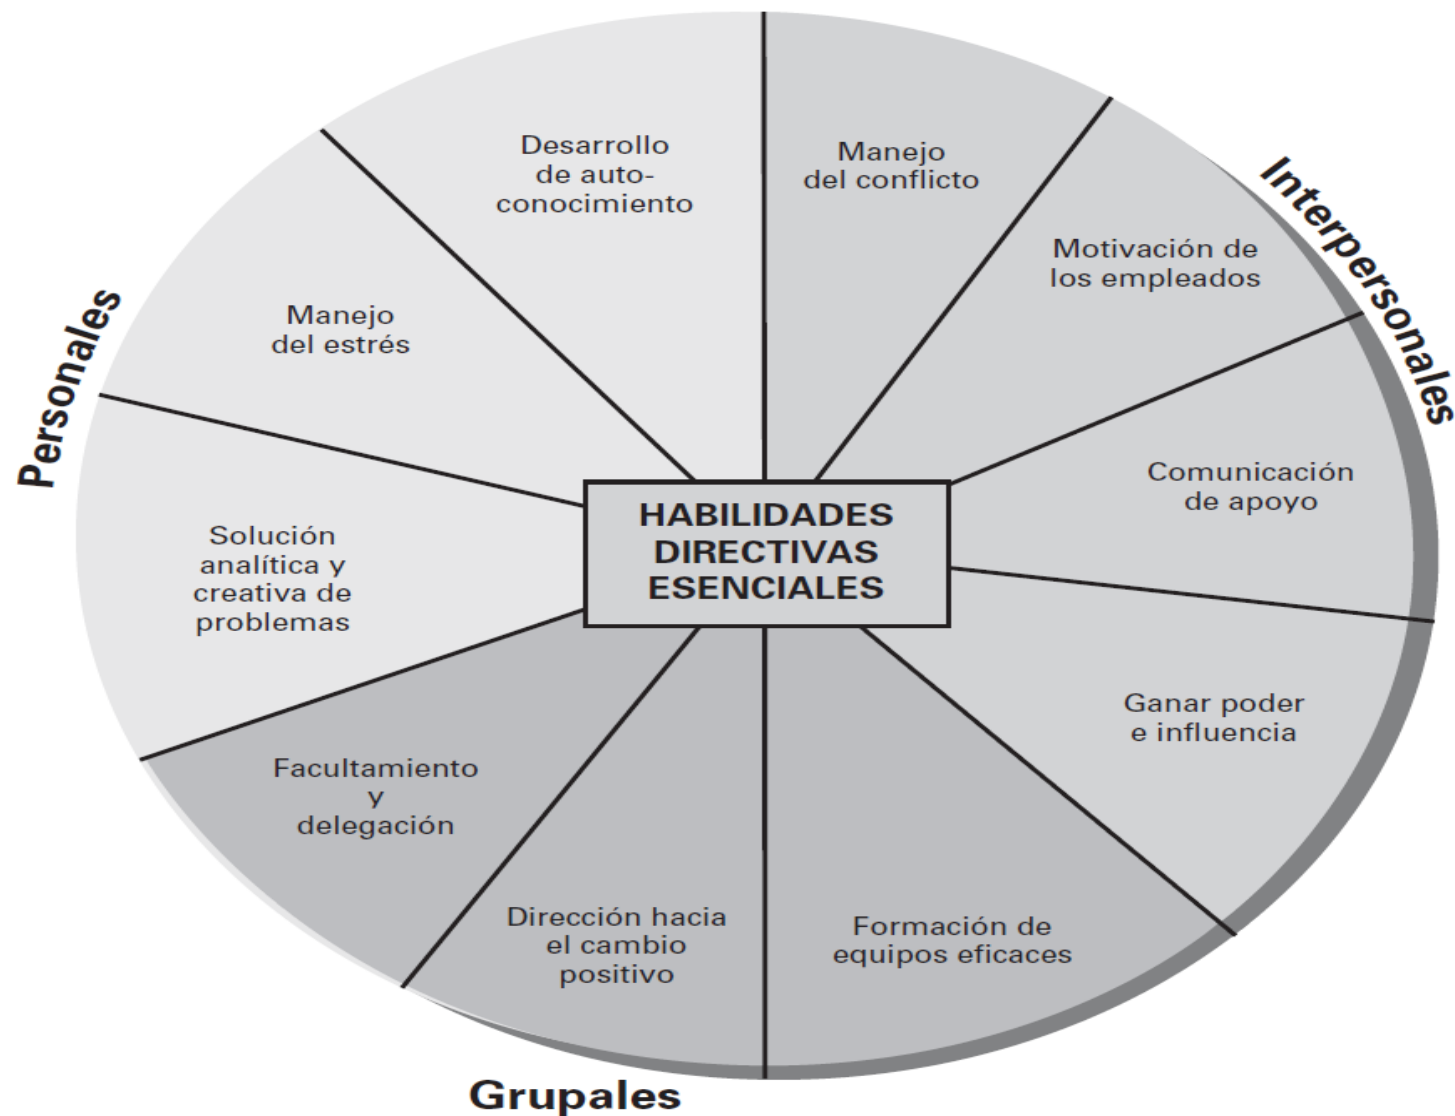 Desarrollo
de auto-
conocimiento
Manejo
del conflicto
Motivación de
los empleados
Interpersonales
Comunicación
de apoyo
Ganar poder
e influencia
Formación de
equipos eficaces
Dirección hacia
el cambio
positivo
Grupales
Facultamiento
y
delegación
Solución
analítica y
creativa de
problemas
Personales
Manejo
del estrés
HABILIDADES
DIRECTIVAS
ESENCIALES